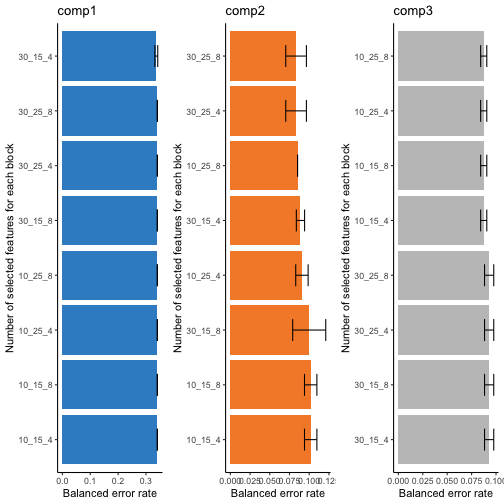 comp1
Number of selected features for each block
30_15_4
30_25_8
30_25_4
30_15_8
10_25_8
10_25_4
10_15_8
10_15_4
0.0 0.1 0.2 0.3
Balanced error rate
comp2
Number of selected features for each block
30_25_8
30_25_4
10_25_8
30_15_4
10_25_4
30_15_8
10_15_8
10_15_4
0.000 0.025 0.050 0.075 0.100 0.12
Balanced error rate
comp3
Number of selected features for each block
10_25_8
10_25_4
10_15_8
10_15_4
30_25_8
30_25_4
30_15_8
30_15_4
0.000 0.025 0.050 0.075 0.10
Balanced error rate